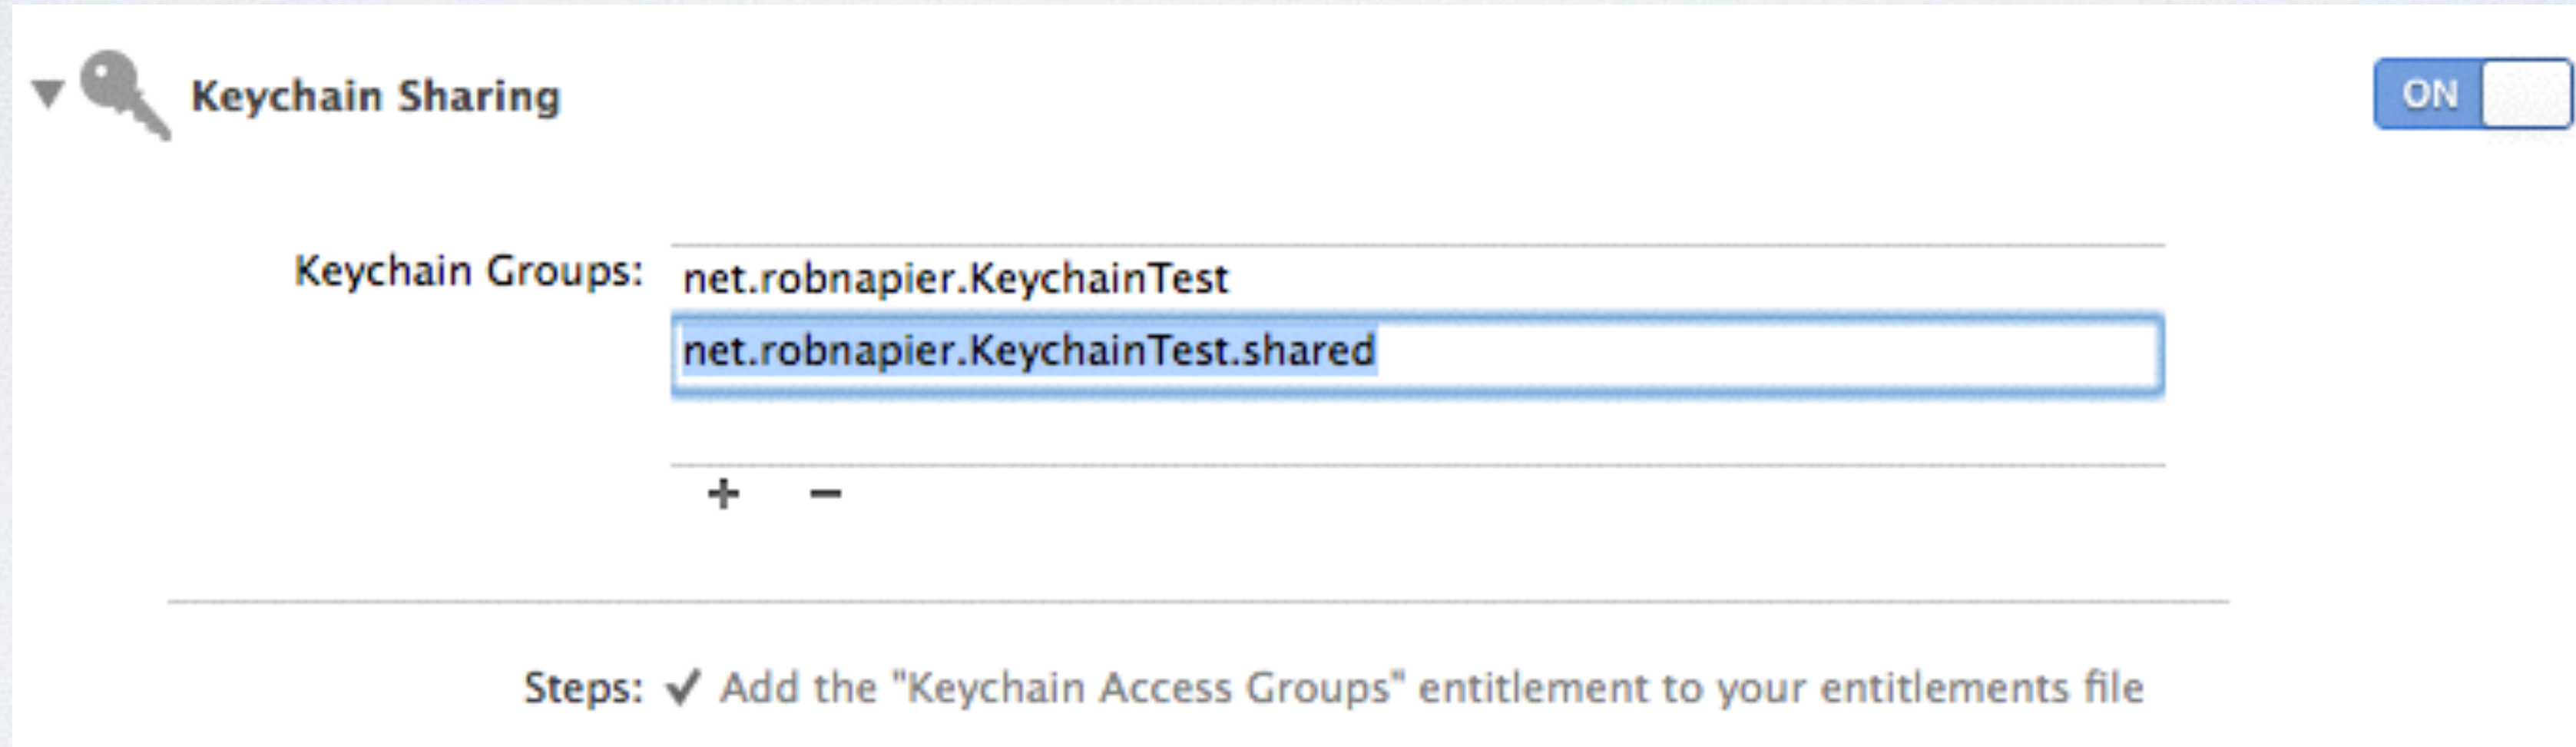 Keychain Sharing
ON
Keychain Groups:
net.robnapier.KeychainTest
net.robnapier.KeychainTest.shared
+ −
Steps: ✓ Add the "Keychain Access Groups" entitlement to your entitlements file